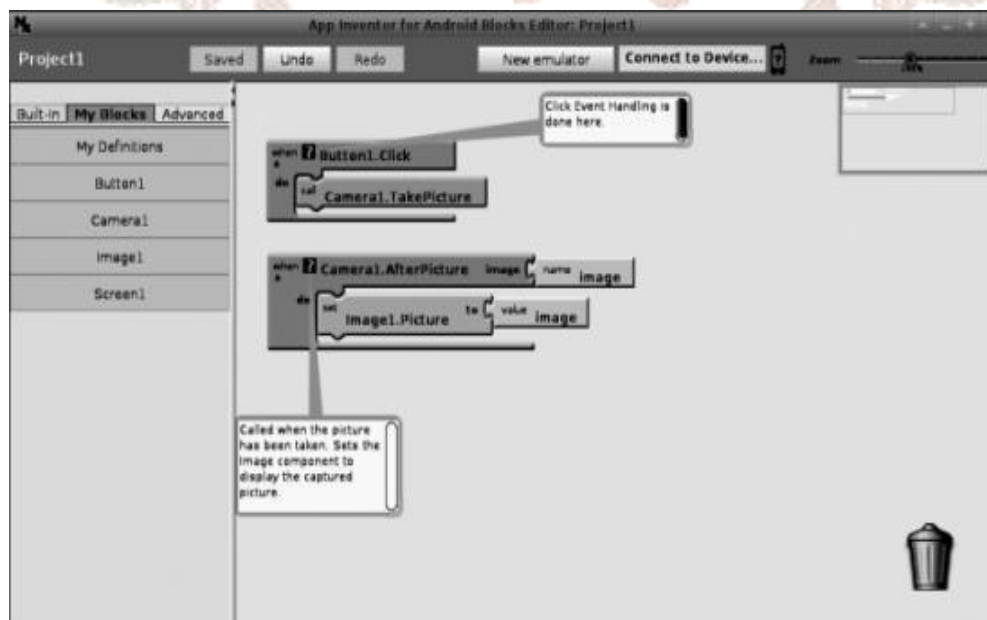 App Inventor for Android Blocks Editor: Project1
Project1 Saved Undo Redo New emulator Connect to Device... Zoom
Built-In My Blocks Advanced
My Definitions
Button1
Camera1
Image1
Screen1
Click Event Handling is
done here.
when ? Button1.Click
do
call Camera1.TakePicture
when ? Camera1.AfterPicture image name image
do
set Image1.Picture to value image
Called when the picture
has been taken. Sets the
Image component to
display the captured
picture.